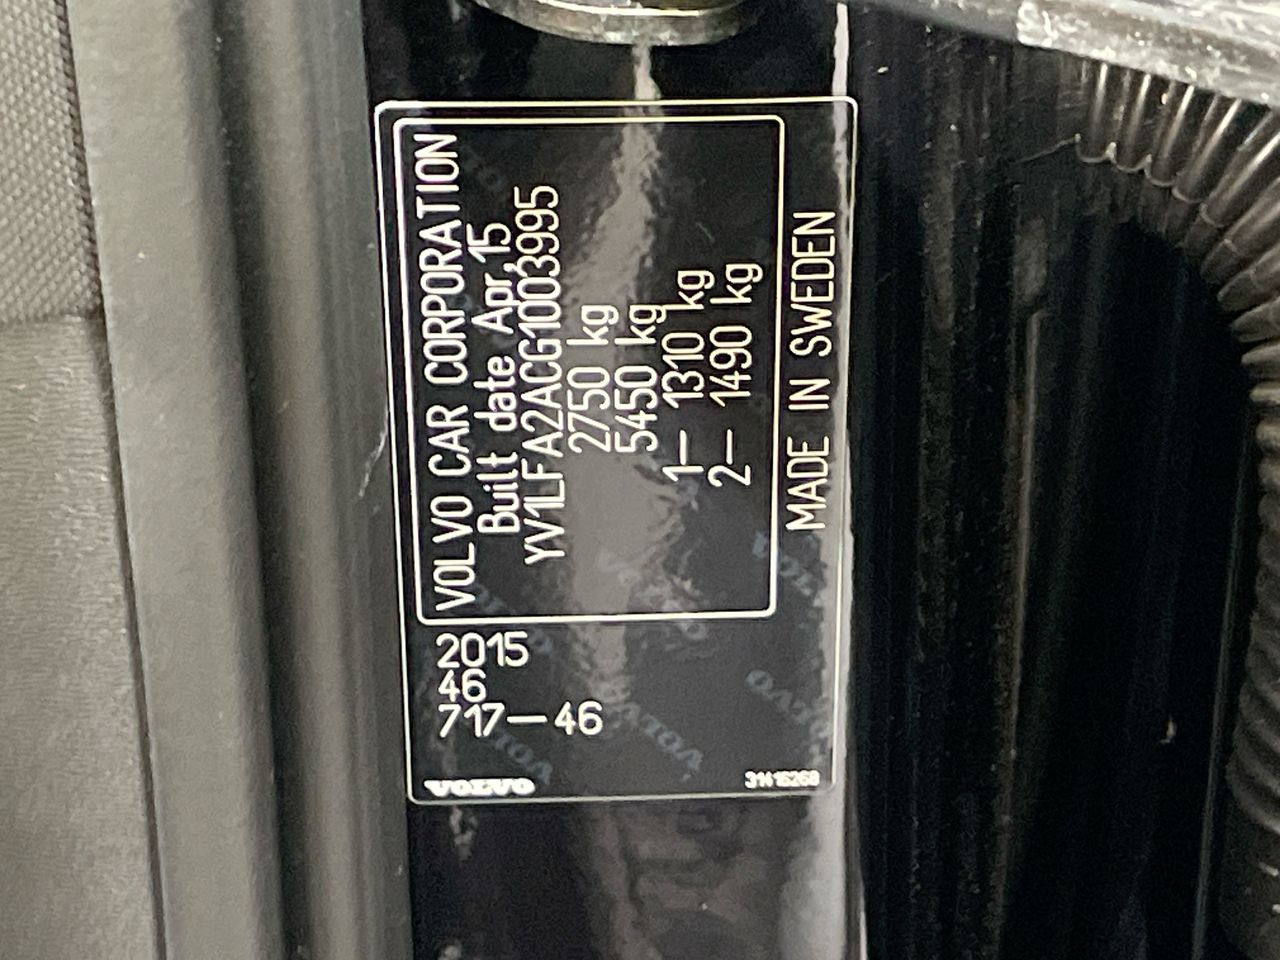 VOLVO CAR CORPORATION
Built date Apr,15
YV1LFA2ACG1003995
2750 kg
5450 kg
1- 1310 kg
2- 1490 kg
MADE IN SWEDEN
2015
46
717-46
VOLVO
31416268